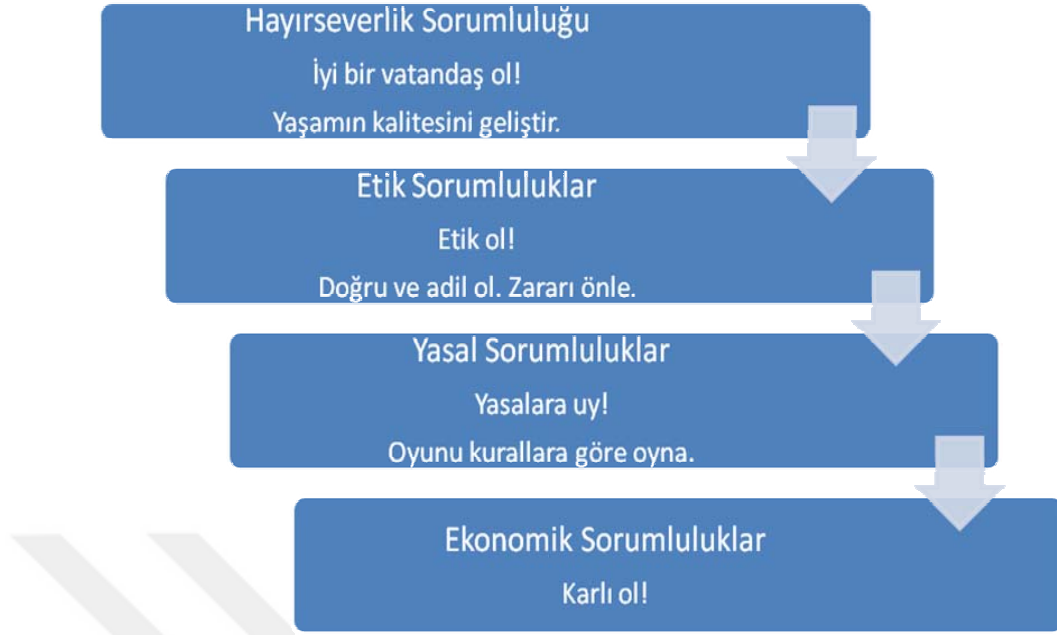 Hayırseverlik Sorumluluğu
İyi bir vatandaş ol!
Yaşamın kalitesini geliştir.
Etik Sorumluluklar
Etik ol!
Doğru ve adil ol. Zararı önle.
Yasal Sorumluluklar
Yasalara uy!
Oyunu kurallara göre oyna.
Ekonomik Sorumluluklar
Karlı ol!